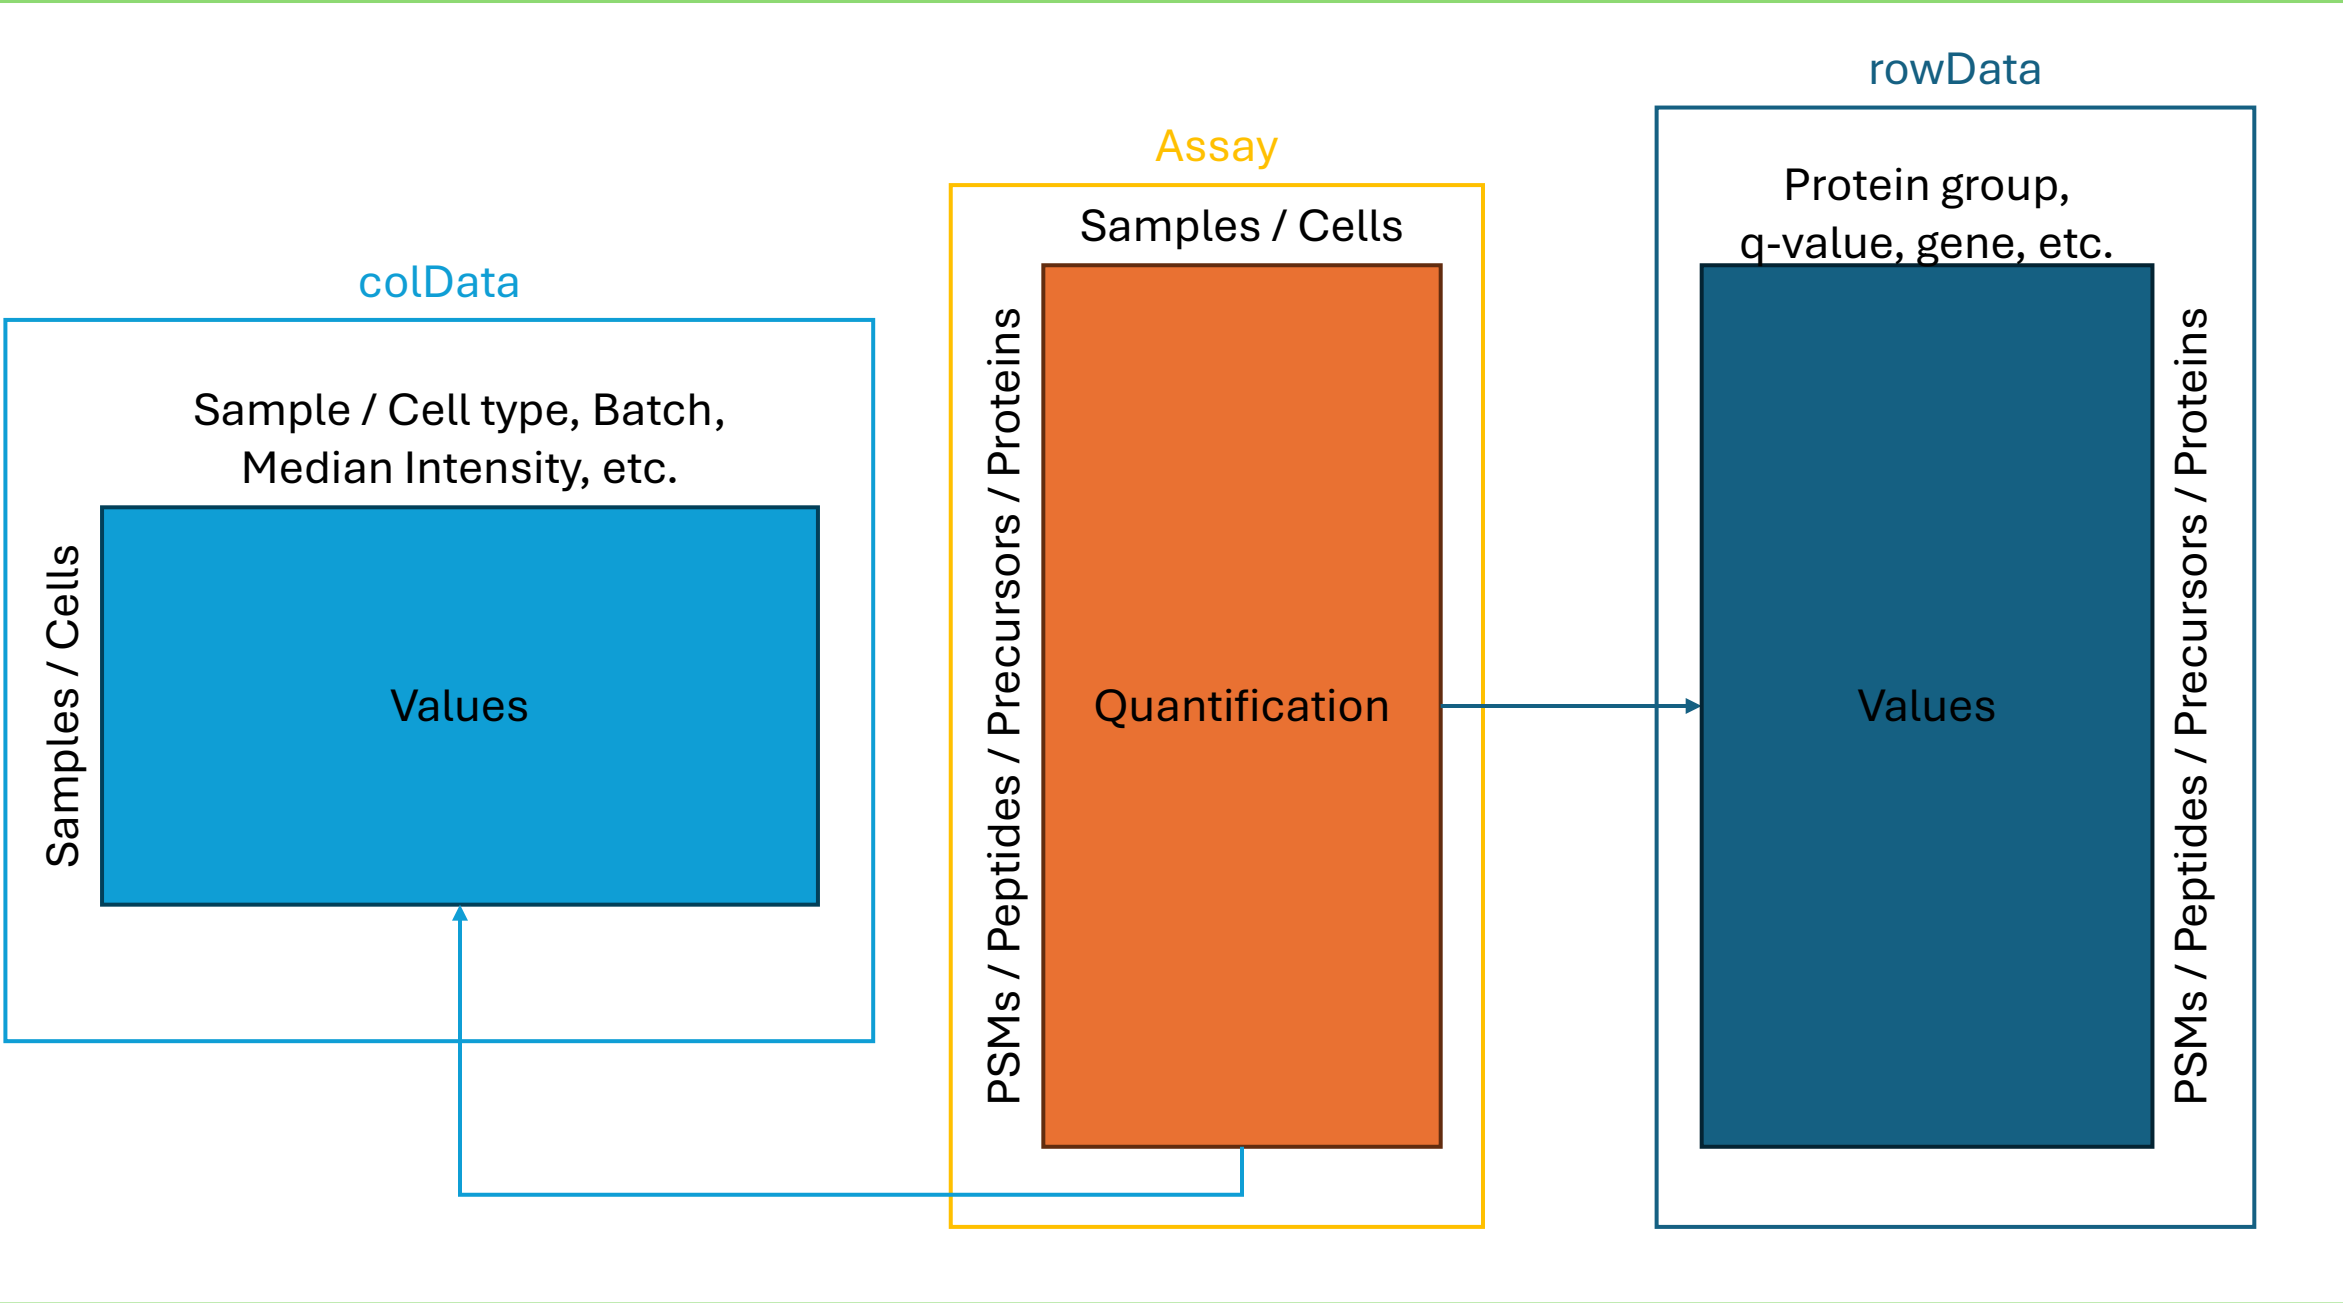 colData
Sample / Cell type, Batch,
Median Intensity, etc.
Samples / Cells
Values
Assay
Samples / Cells
PSMs / Peptides / Precursors / Proteins
Quantification
rowData
Protein group,
q-value, gene, etc.
Values
PSMs / Peptides / Precursors / Proteins